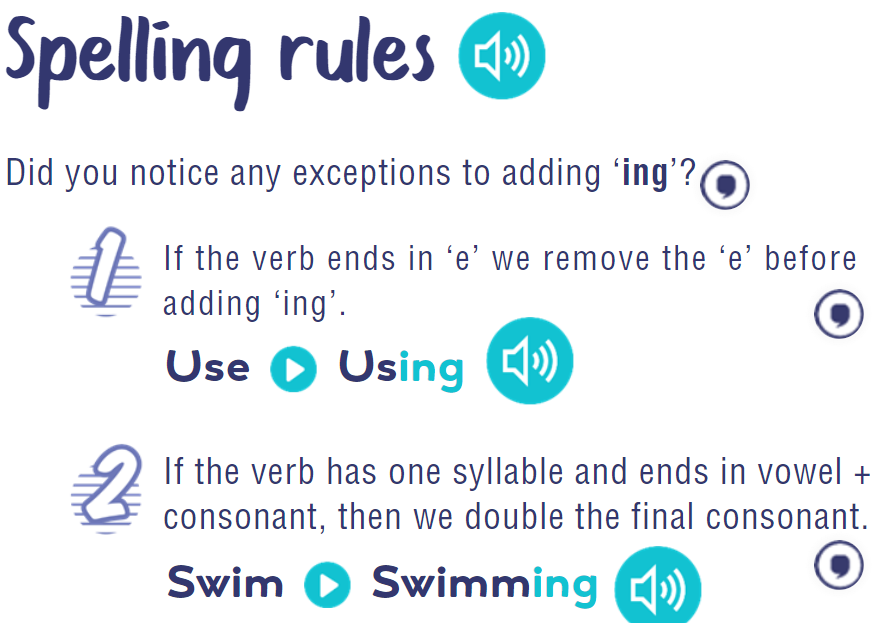 Spelling rules
Did you notice any exceptions to adding ‘ing’?
1 If the verb ends in ‘e’ we remove the ‘e’ before
adding ‘ing’.
Use Using
2 If the verb has one syllable and ends in vowel +
consonant, then we double the final consonant.
Swim Swimming